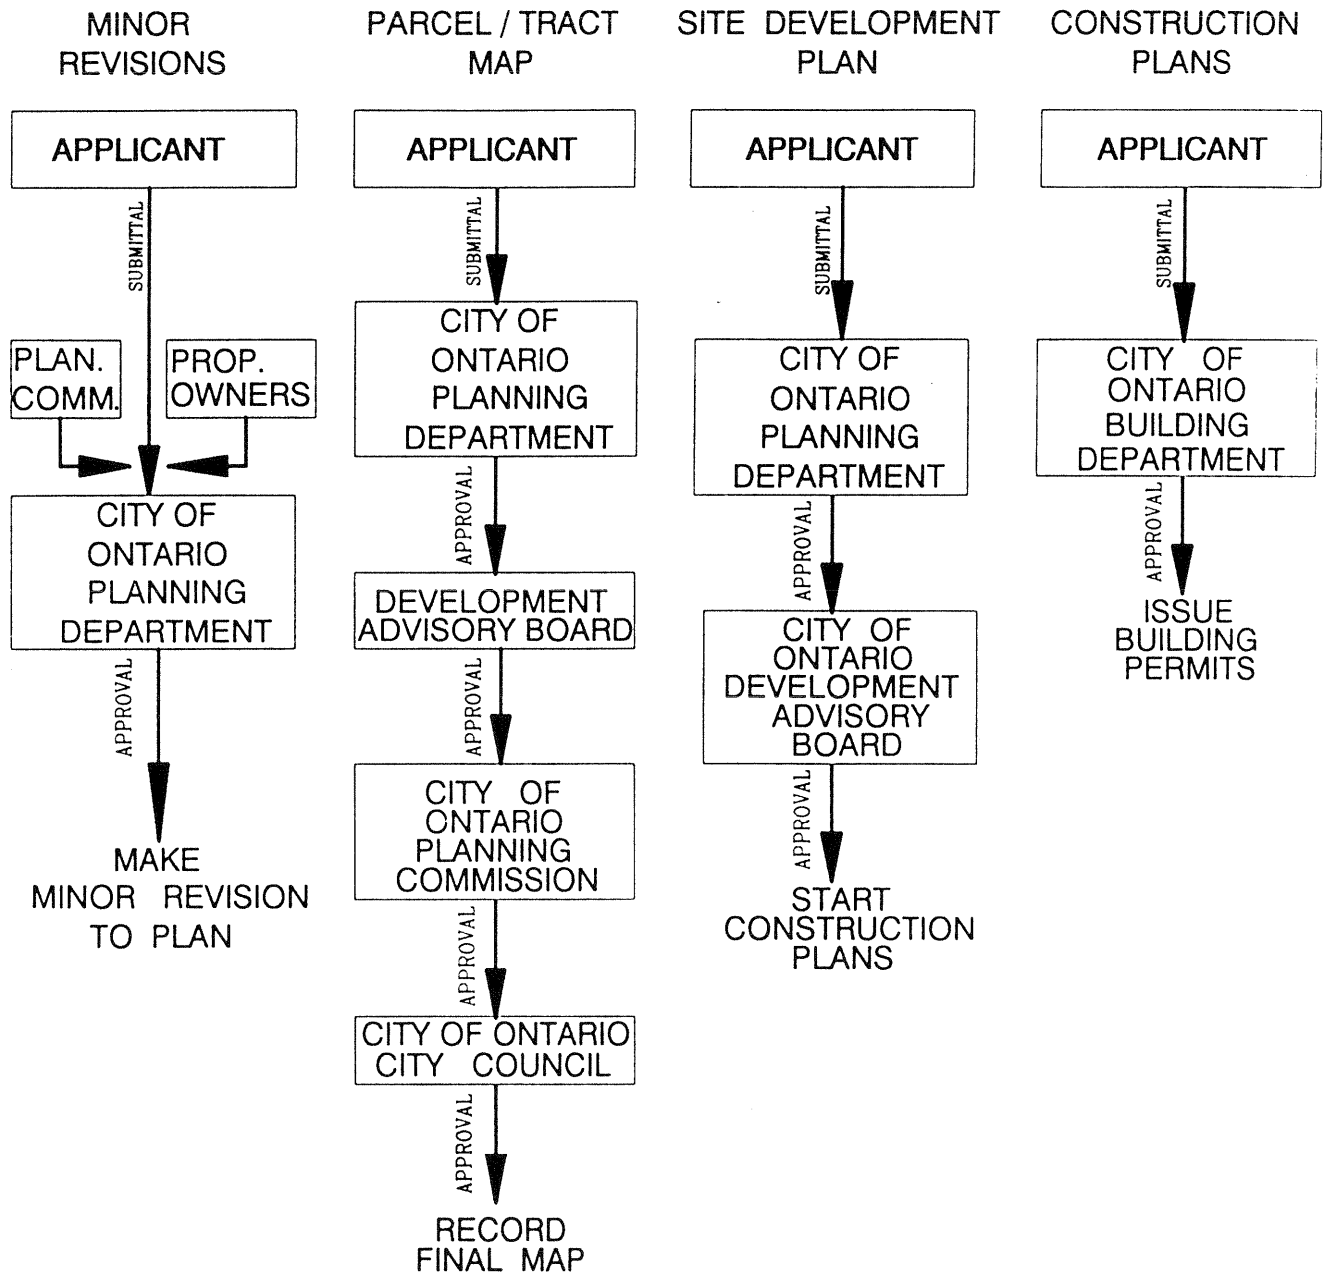 MINOR
REVISIONS
APPLICANT
SUBMITTAL
PLAN.
COMM.
PROP.
OWNERS
CITY OF
ONTARIO
PLANNING
DEPARTMENT
APPROVAL
MAKE
MINOR REVISION
TO PLAN
PARCEL / TRACT
MAP
APPLICANT
SUBMITTAL
CITY OF
ONTARIO
PLANNING
DEPARTMENT
APPROVAL
DEVELOPMENT
ADVISORY BOARD
APPROVAL
CITY OF
ONTARIO
PLANNING
COMMISSION
APPROVAL
CITY OF ONTARIO
CITY COUNCIL
APPROVAL
RECORD
FINAL MAP
SITE DEVELOPMENT
PLAN
APPLICANT
SUBMITTAL
CITY OF
ONTARIO
PLANNING
DEPARTMENT
APPROVAL
CITY OF
ONTARIO
DEVELOPMENT
ADVISORY
BOARD
APPROVAL
START
CONSTRUCTION
PLANS
CONSTRUCTION
PLANS
APPLICANT
SUBMITTAL
CITY OF
ONTARIO
BUILDING
DEPARTMENT
APPROVAL
ISSUE
BUILDING
PERMITS